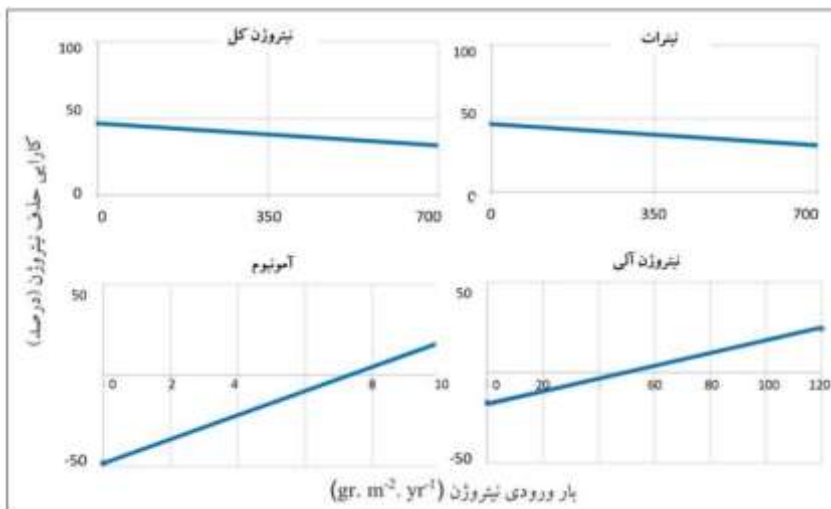 نیتروژن کل
100
50
0
0 350 700
نیترات
100
50
0
0 350 700
کارایی حذف نیتروژن (درصد)
آمونیوم
50
-50
0 2 4 8 10
نیتروژن آلی
50
-50
0 20 60 80 100 120
بار ورودی نیتروژن (gr. m-2. yr-1)